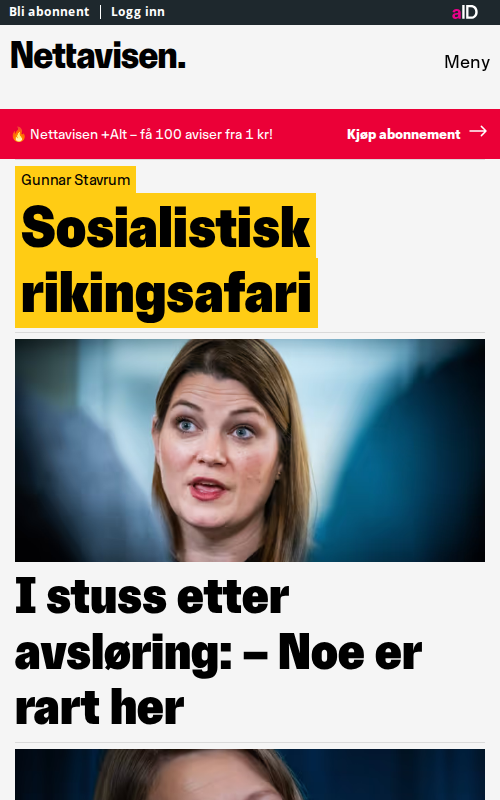 Bli abonnent | Logg inn
aID
Nettavisen.
Meny
🔥 Nettavisen +Alt – få 100 aviser fra 1 kr!
Kjøp abonnement →
Gunnar Stavrum
Sosialistisk
rikingsafari
I stuss etter
avsløring: – Noe er
rart her